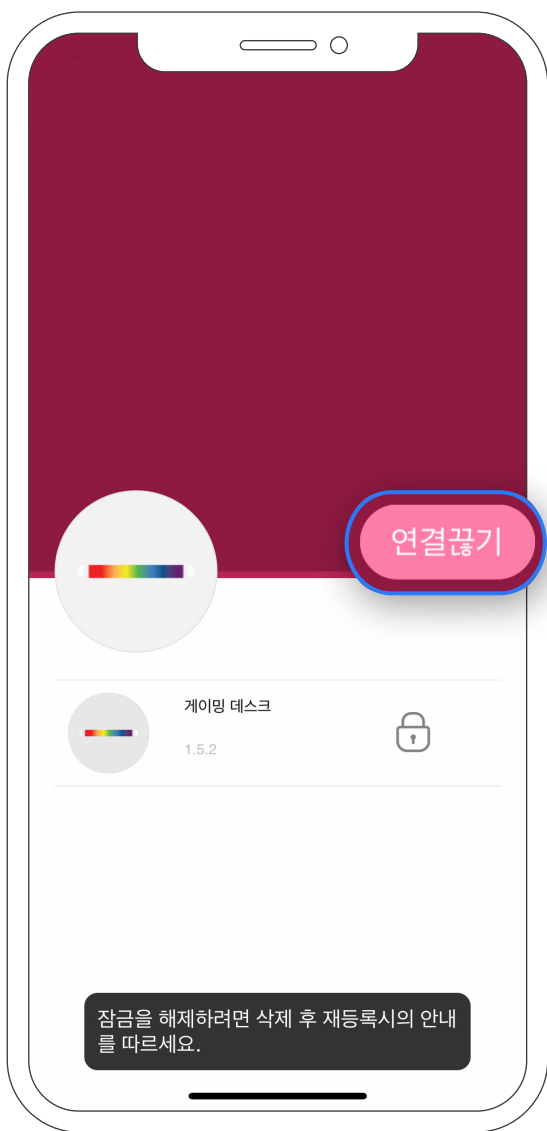 연결끊기
게이밍 데스크
1.5.2
잠금을 해제하려면 삭제 후 재등록시의 안내
를 따르세요.